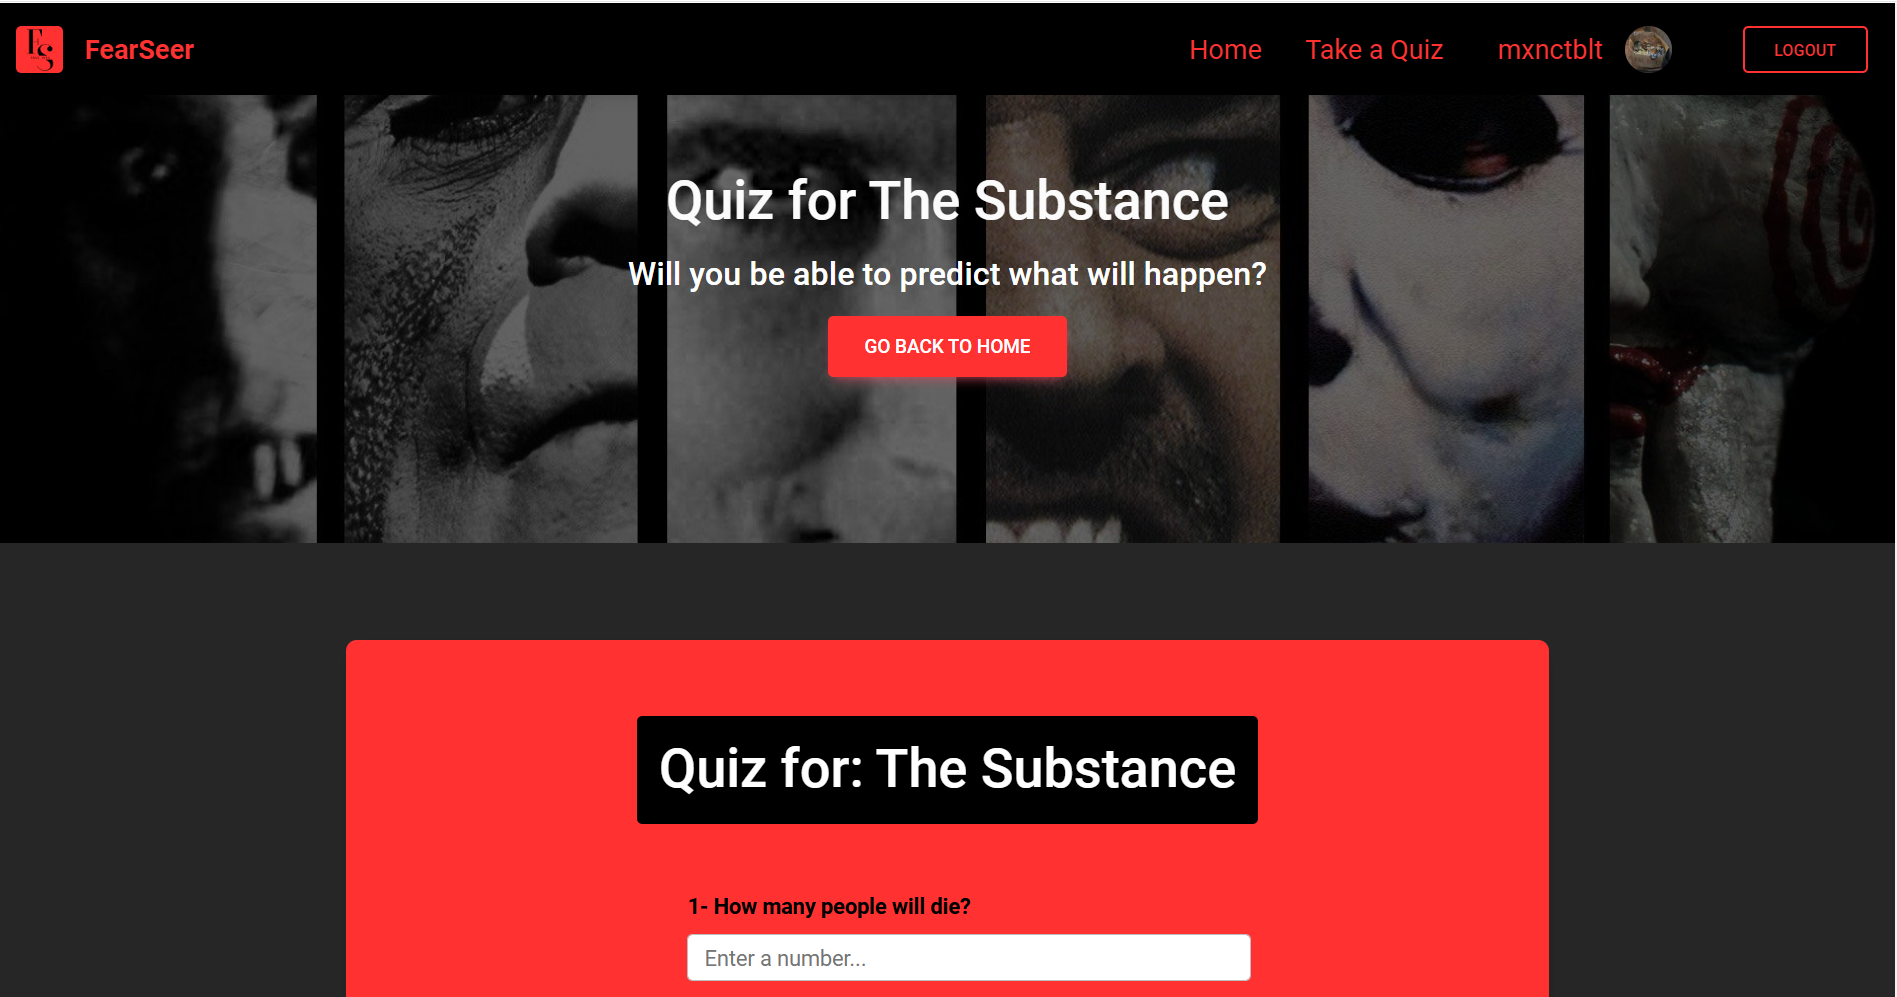 FS
FearSeer
Home
Take a Quiz
mxnctblt
LOGOUT
Quiz for The Substance
Will you be able to predict what will happen?
GO BACK TO HOME
Quiz for: The Substance
1- How many people will die?
Enter a number...